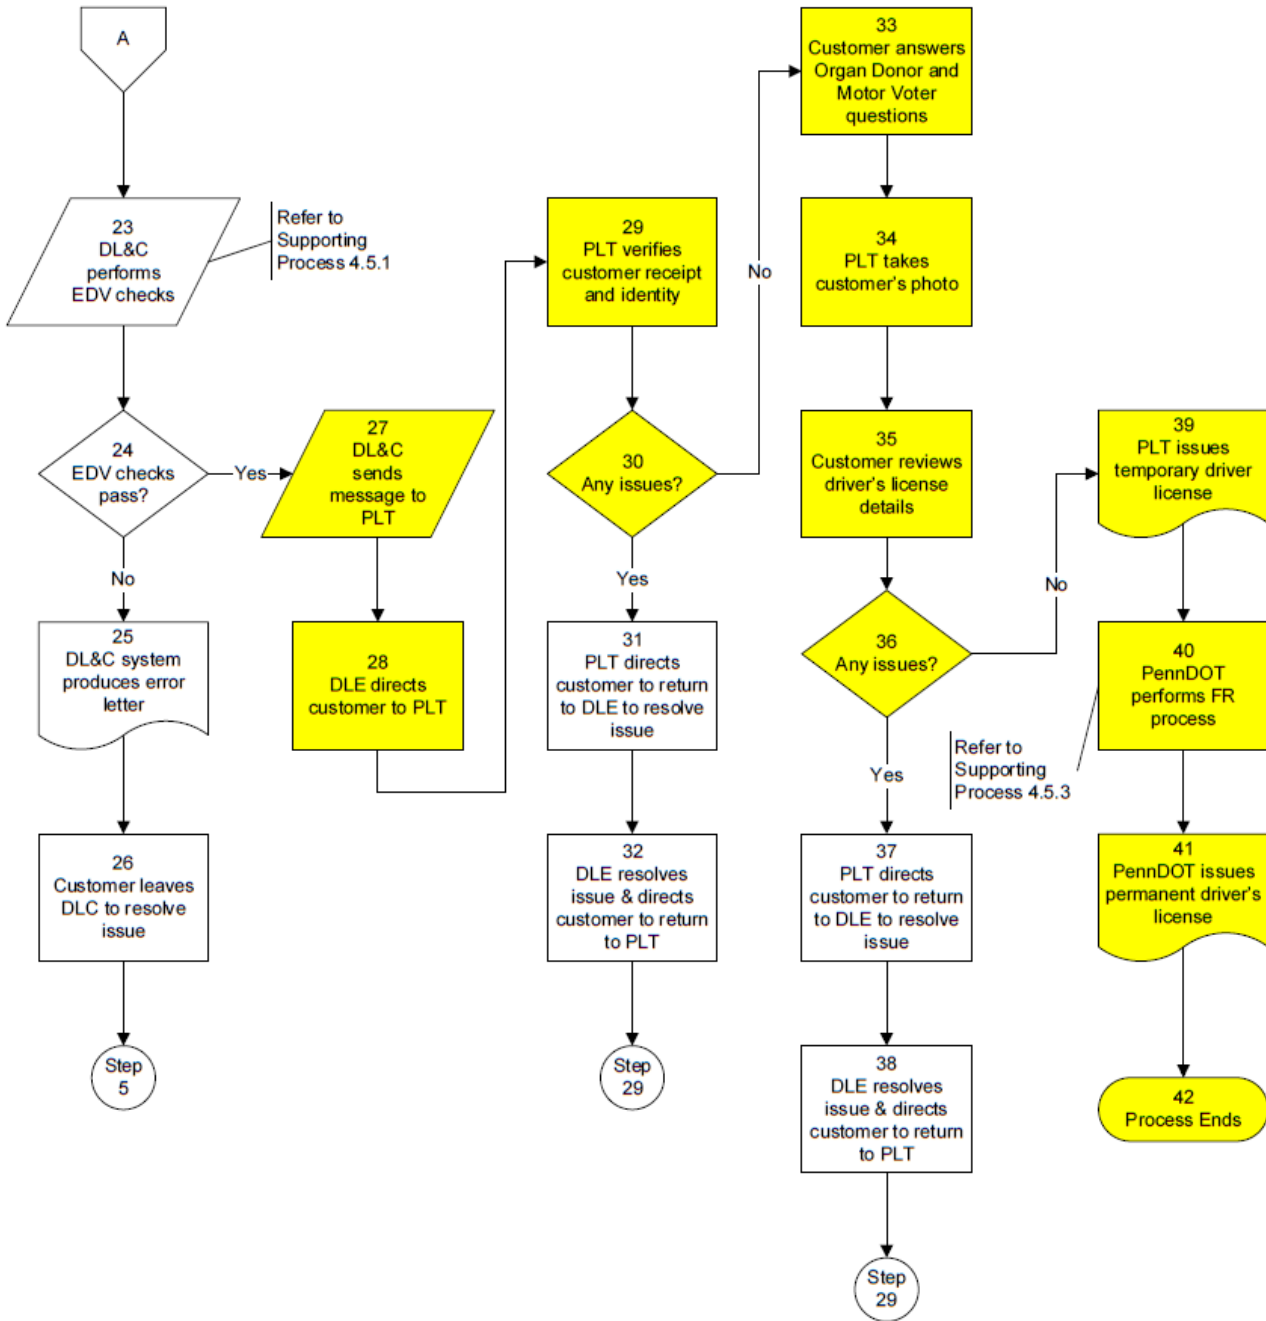 A
23
DL&C
performs
EDV checks
Refer to
Supporting
Process 4.5.1
24
EDV checks
pass?
Yes
No
25
DL&C system
produces error
letter
26
Customer leaves
DLC to resolve
issue
Step
5
27
DL&C
sends
message to
PLT
28
DLE directs
customer to PLT
29
PLT verifies
customer receipt
and identity
30
Any issues?
No
Yes
31
PLT directs
customer to return
to DLE to resolve
issue
32
DLE resolves
issue & directs
customer to return
to PLT
Step
29
33
Customer answers
Organ Donor and
Motor Voter
questions
34
PLT takes
customer's photo
35
Customer reviews
driver's license
details
36
Any issues?
No
Yes
37
PLT directs
customer to return
to DLE to resolve
issue
38
DLE resolves
issue & directs
customer to return
to PLT
Step
29
39
PLT issues
temporary driver
license
40
PennDOT
performs FR
process
Refer to
Supporting
Process 4.5.3
41
PennDOT issues
permanent driver's
license
42
Process Ends